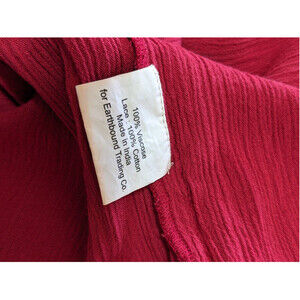 100% Viscose
Lace - 100% Cotton
Made in India
for Earthbound Trading Co.